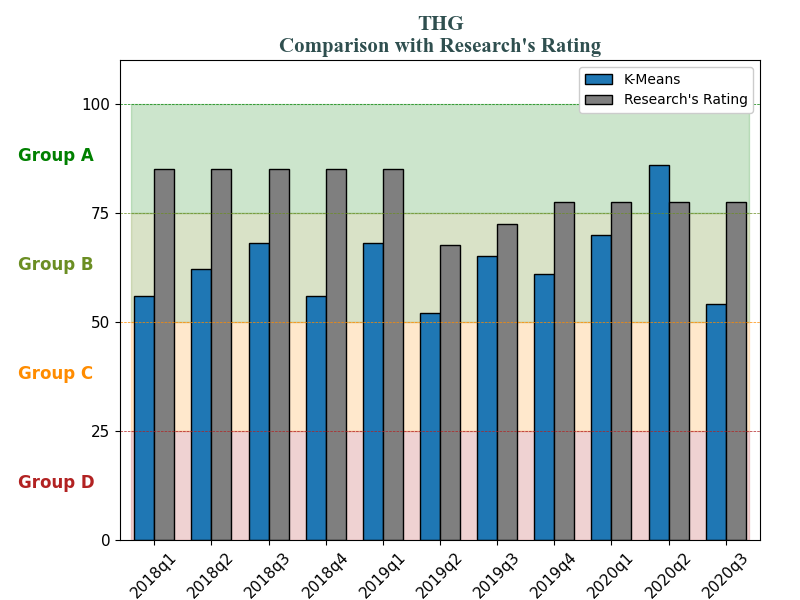 THG
Comparison with Research's Rating
K-Means
Research's Rating
100
Group A
75
Group B
50
Group C
25
Group D
0
2018q1
2018q2
2018q3
2018q4
2019q1
2019q2
2019q3
2019q4
2020q1
2020q2
2020q3